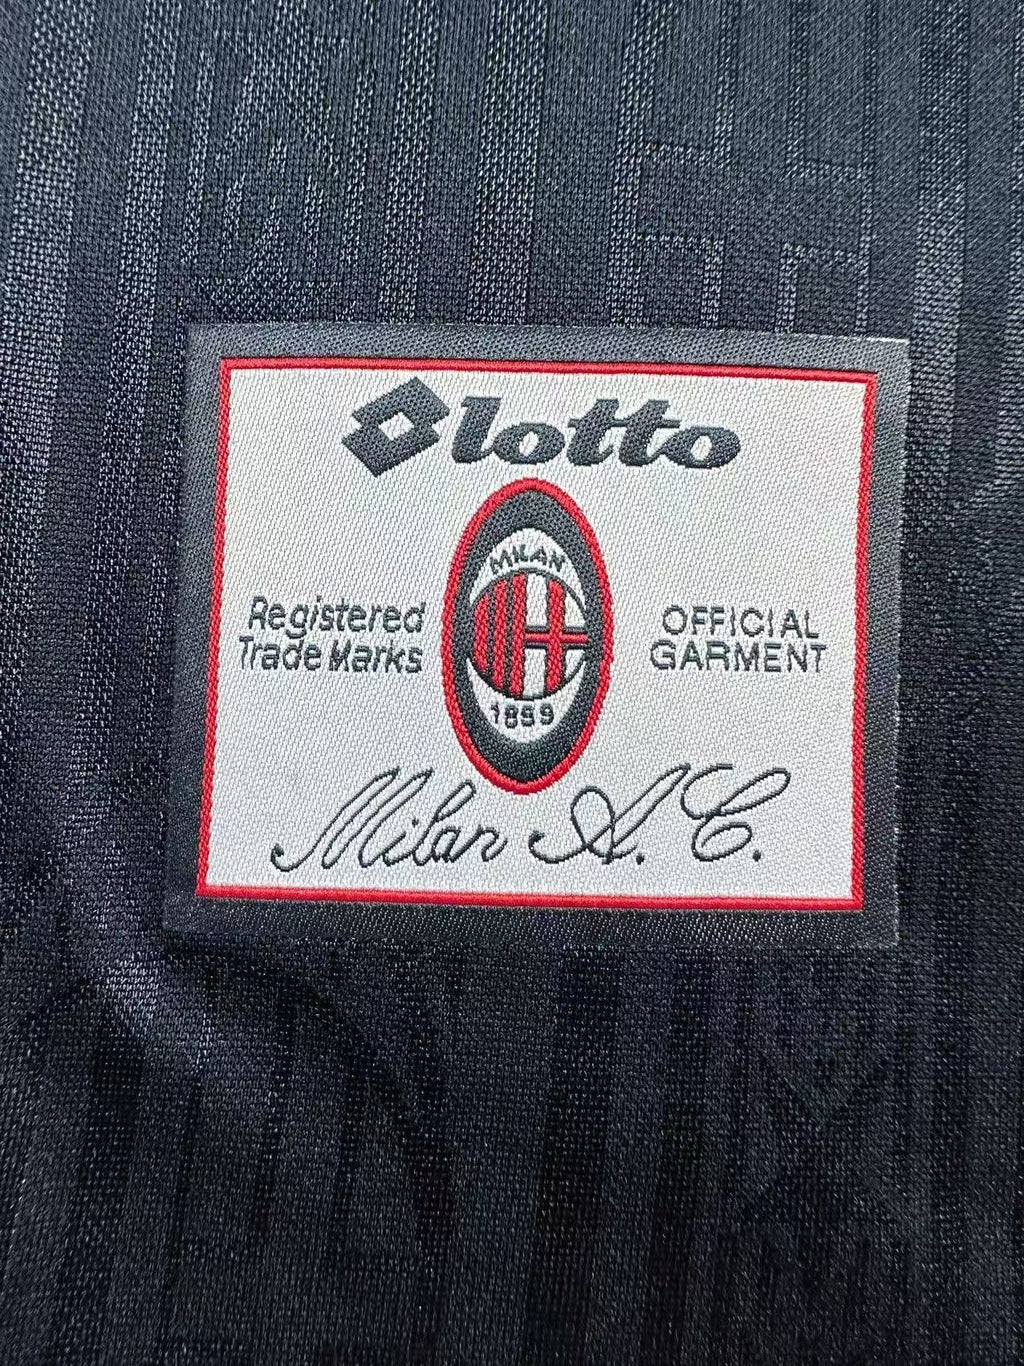 lotto
MILAN
Registered
Trade Marks
1899
OFFICIAL
GARMENT
Milan A.C.